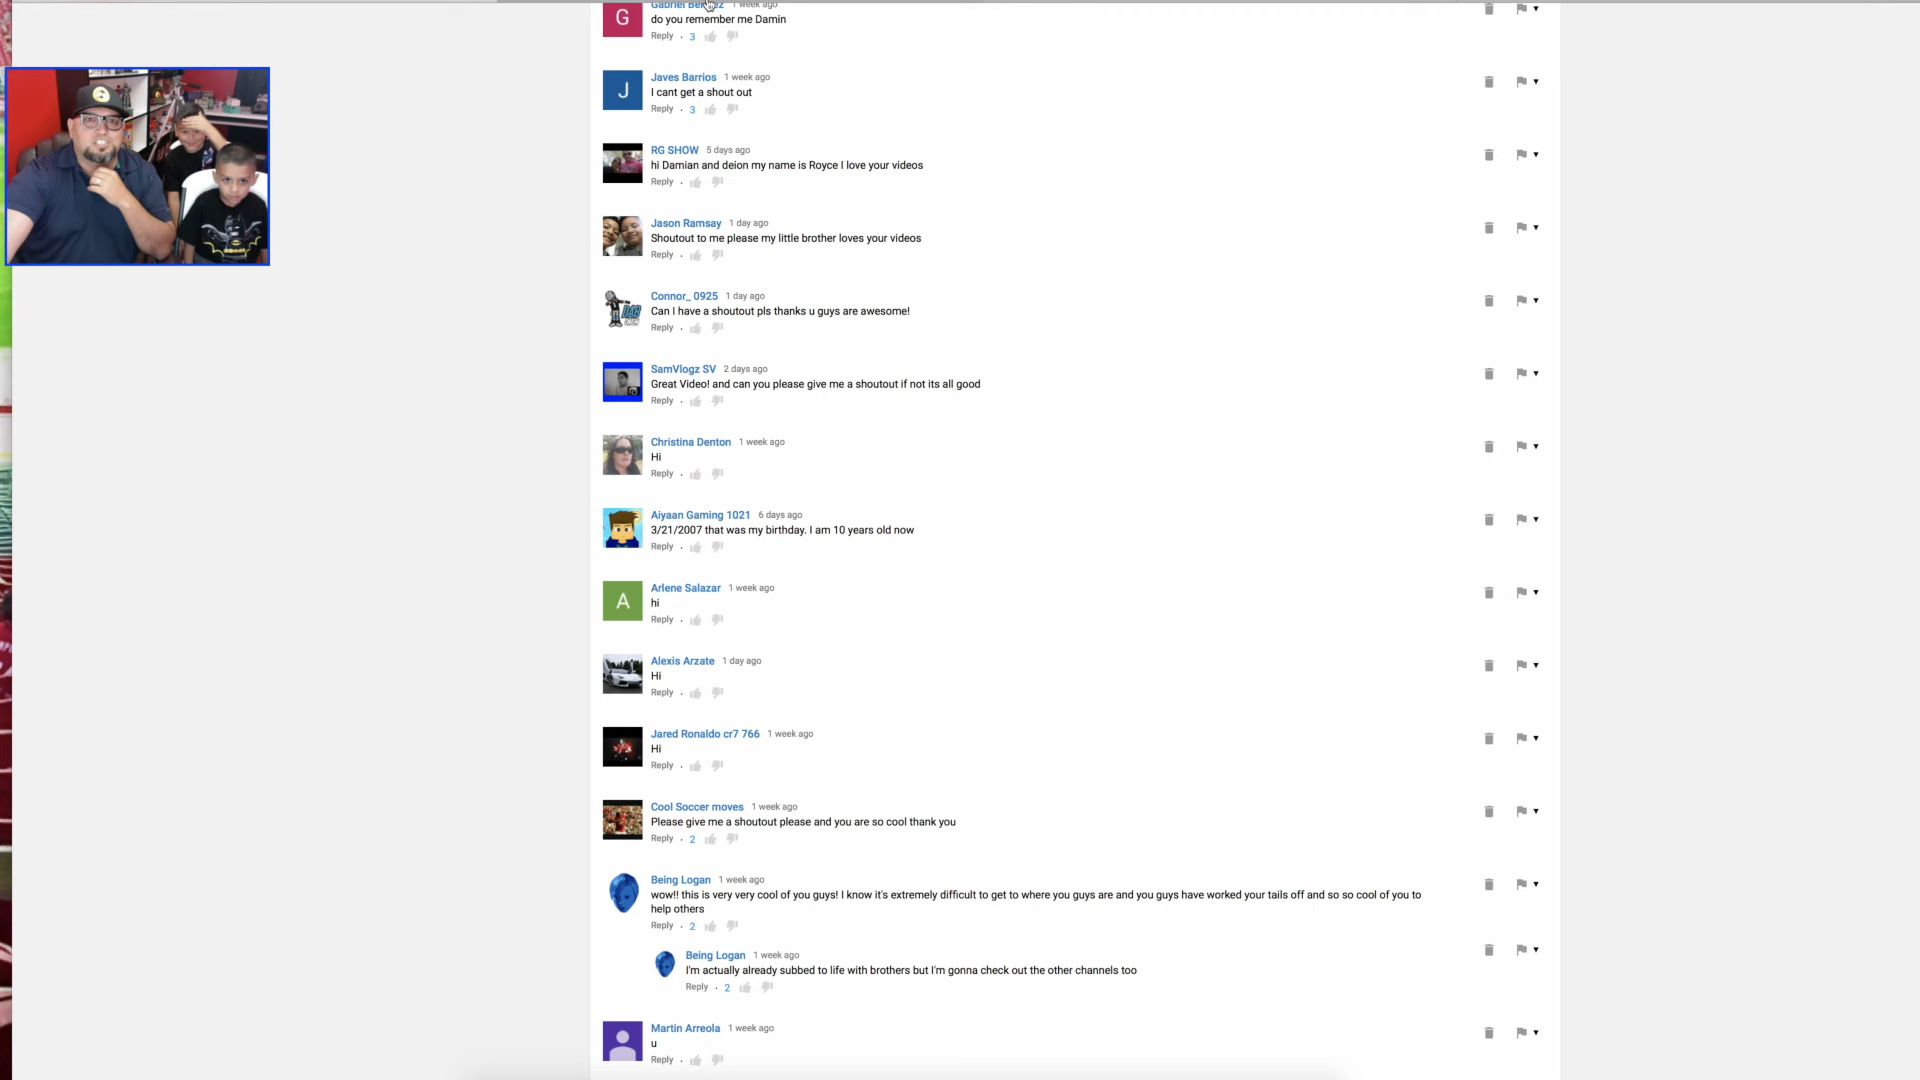 G
Gabriel 1 week ago
do you remember me Damin
Reply . 3
J
Javes Barrios 1 week ago
I cant get a shout out
Reply . 3
RG SHOW 5 days ago
hi Damian and deion my name is Royce I love your videos
Reply .
Jason Ramsay 1 day ago
Shoutout to me please my little brother loves your videos
Reply .
Connor_ 0925 1 day ago
Can I have a shoutout pls thanks u guys are awesome!
Reply .
SamVlogz SV 2 days ago
Great Video! and can you please give me a shoutout if not its all good
Reply .
Christina Denton 1 week ago
Hi
Reply .
Aiyaan Gaming 1021 6 days ago
3/21/2007 that was my birthday. I am 10 years old now
Reply .
A
Arlene Salazar 1 week ago
hi
Reply .
Alexis Arzate 1 day ago
Hi
Reply .
Jared Ronaldo cr7 766 1 week ago
Hi
Reply .
Cool Soccer moves 1 week ago
Please give me a shoutout please and you are so cool thank you
Reply . 2
Being Logan 1 week ago
wow!! this is very very cool of you guys! I know it's extremely difficult to get to where you guys are and you guys have worked your tails off and so so cool of you to
help others
Reply . 2
Being Logan 1 week ago
I'm actually already subbed to life with brothers but I'm gonna check out the other channels too
Reply . 2
Martin Arreola 1 week ago
u
Reply .